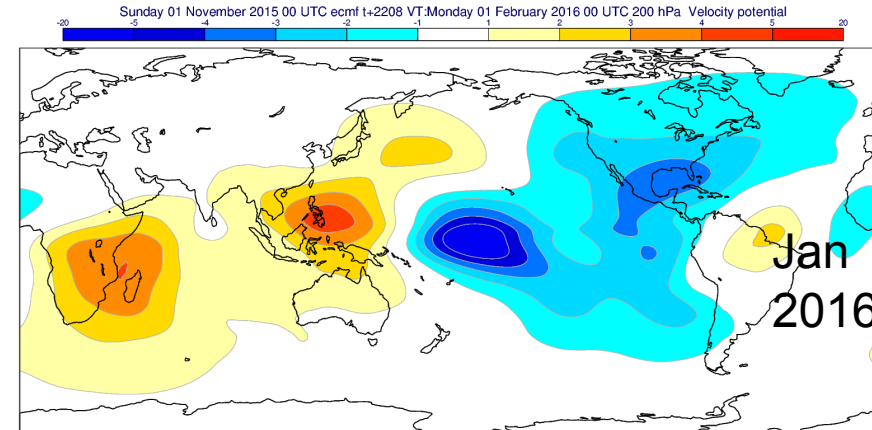 Sunday 01 November 2015 00 UTC ecmf t+2208 VT:Monday 01 February 2016 00 UTC 200 hPa Velocity potential
-20 -5 -4 -3 -2 -1 1 2 3 4 5 20
Jan
2016